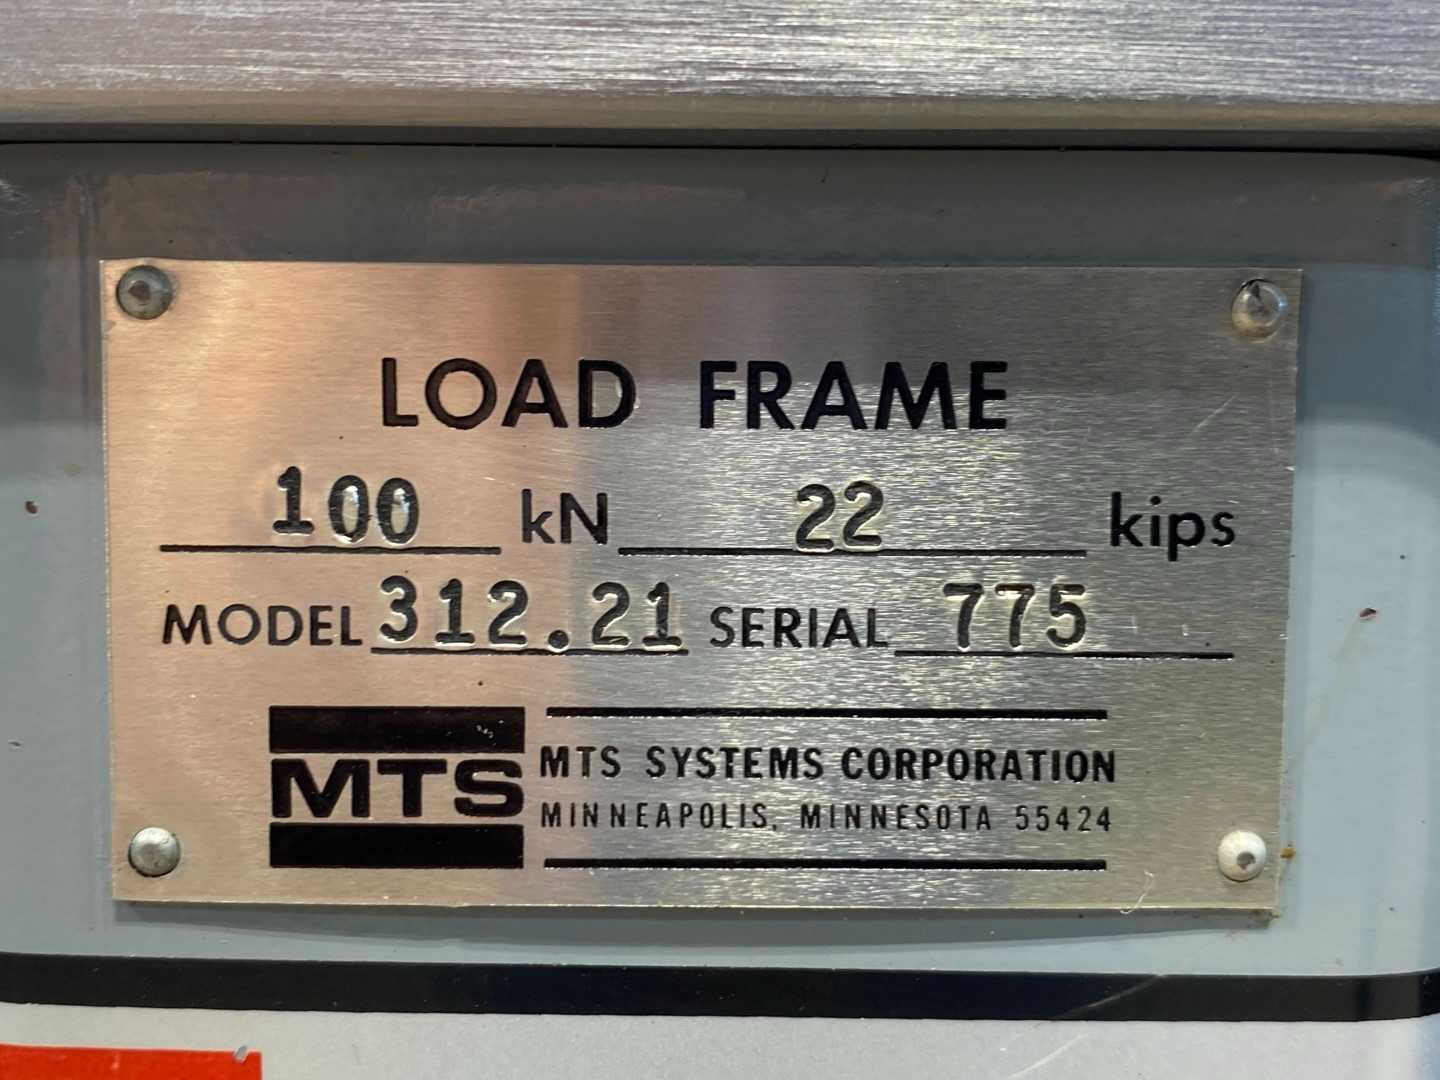 LOAD FRAME
100 kN 22 kips
MODEL 312.21 SERIAL 775
MTS
MTS SYSTEMS CORPORATION
MINNEAPOLIS, MINNESOTA 55424